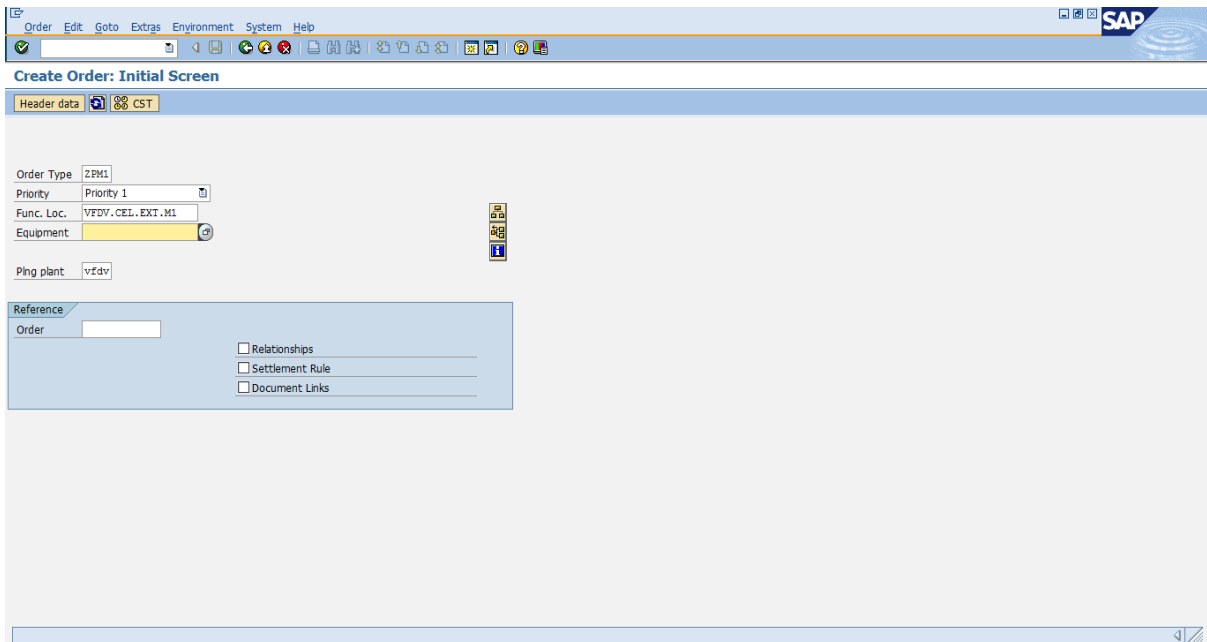 Order Edit Goto Extras Environment System Help
SAP
Create Order: Initial Screen
Header data CST
Order Type ZPM1
Priority Priority 1
Func. Loc. VFDV.CEL.EXT.M1
Equipment
Plng plant vfdv
Reference
Order
Relationships
Settlement Rule
Document Links